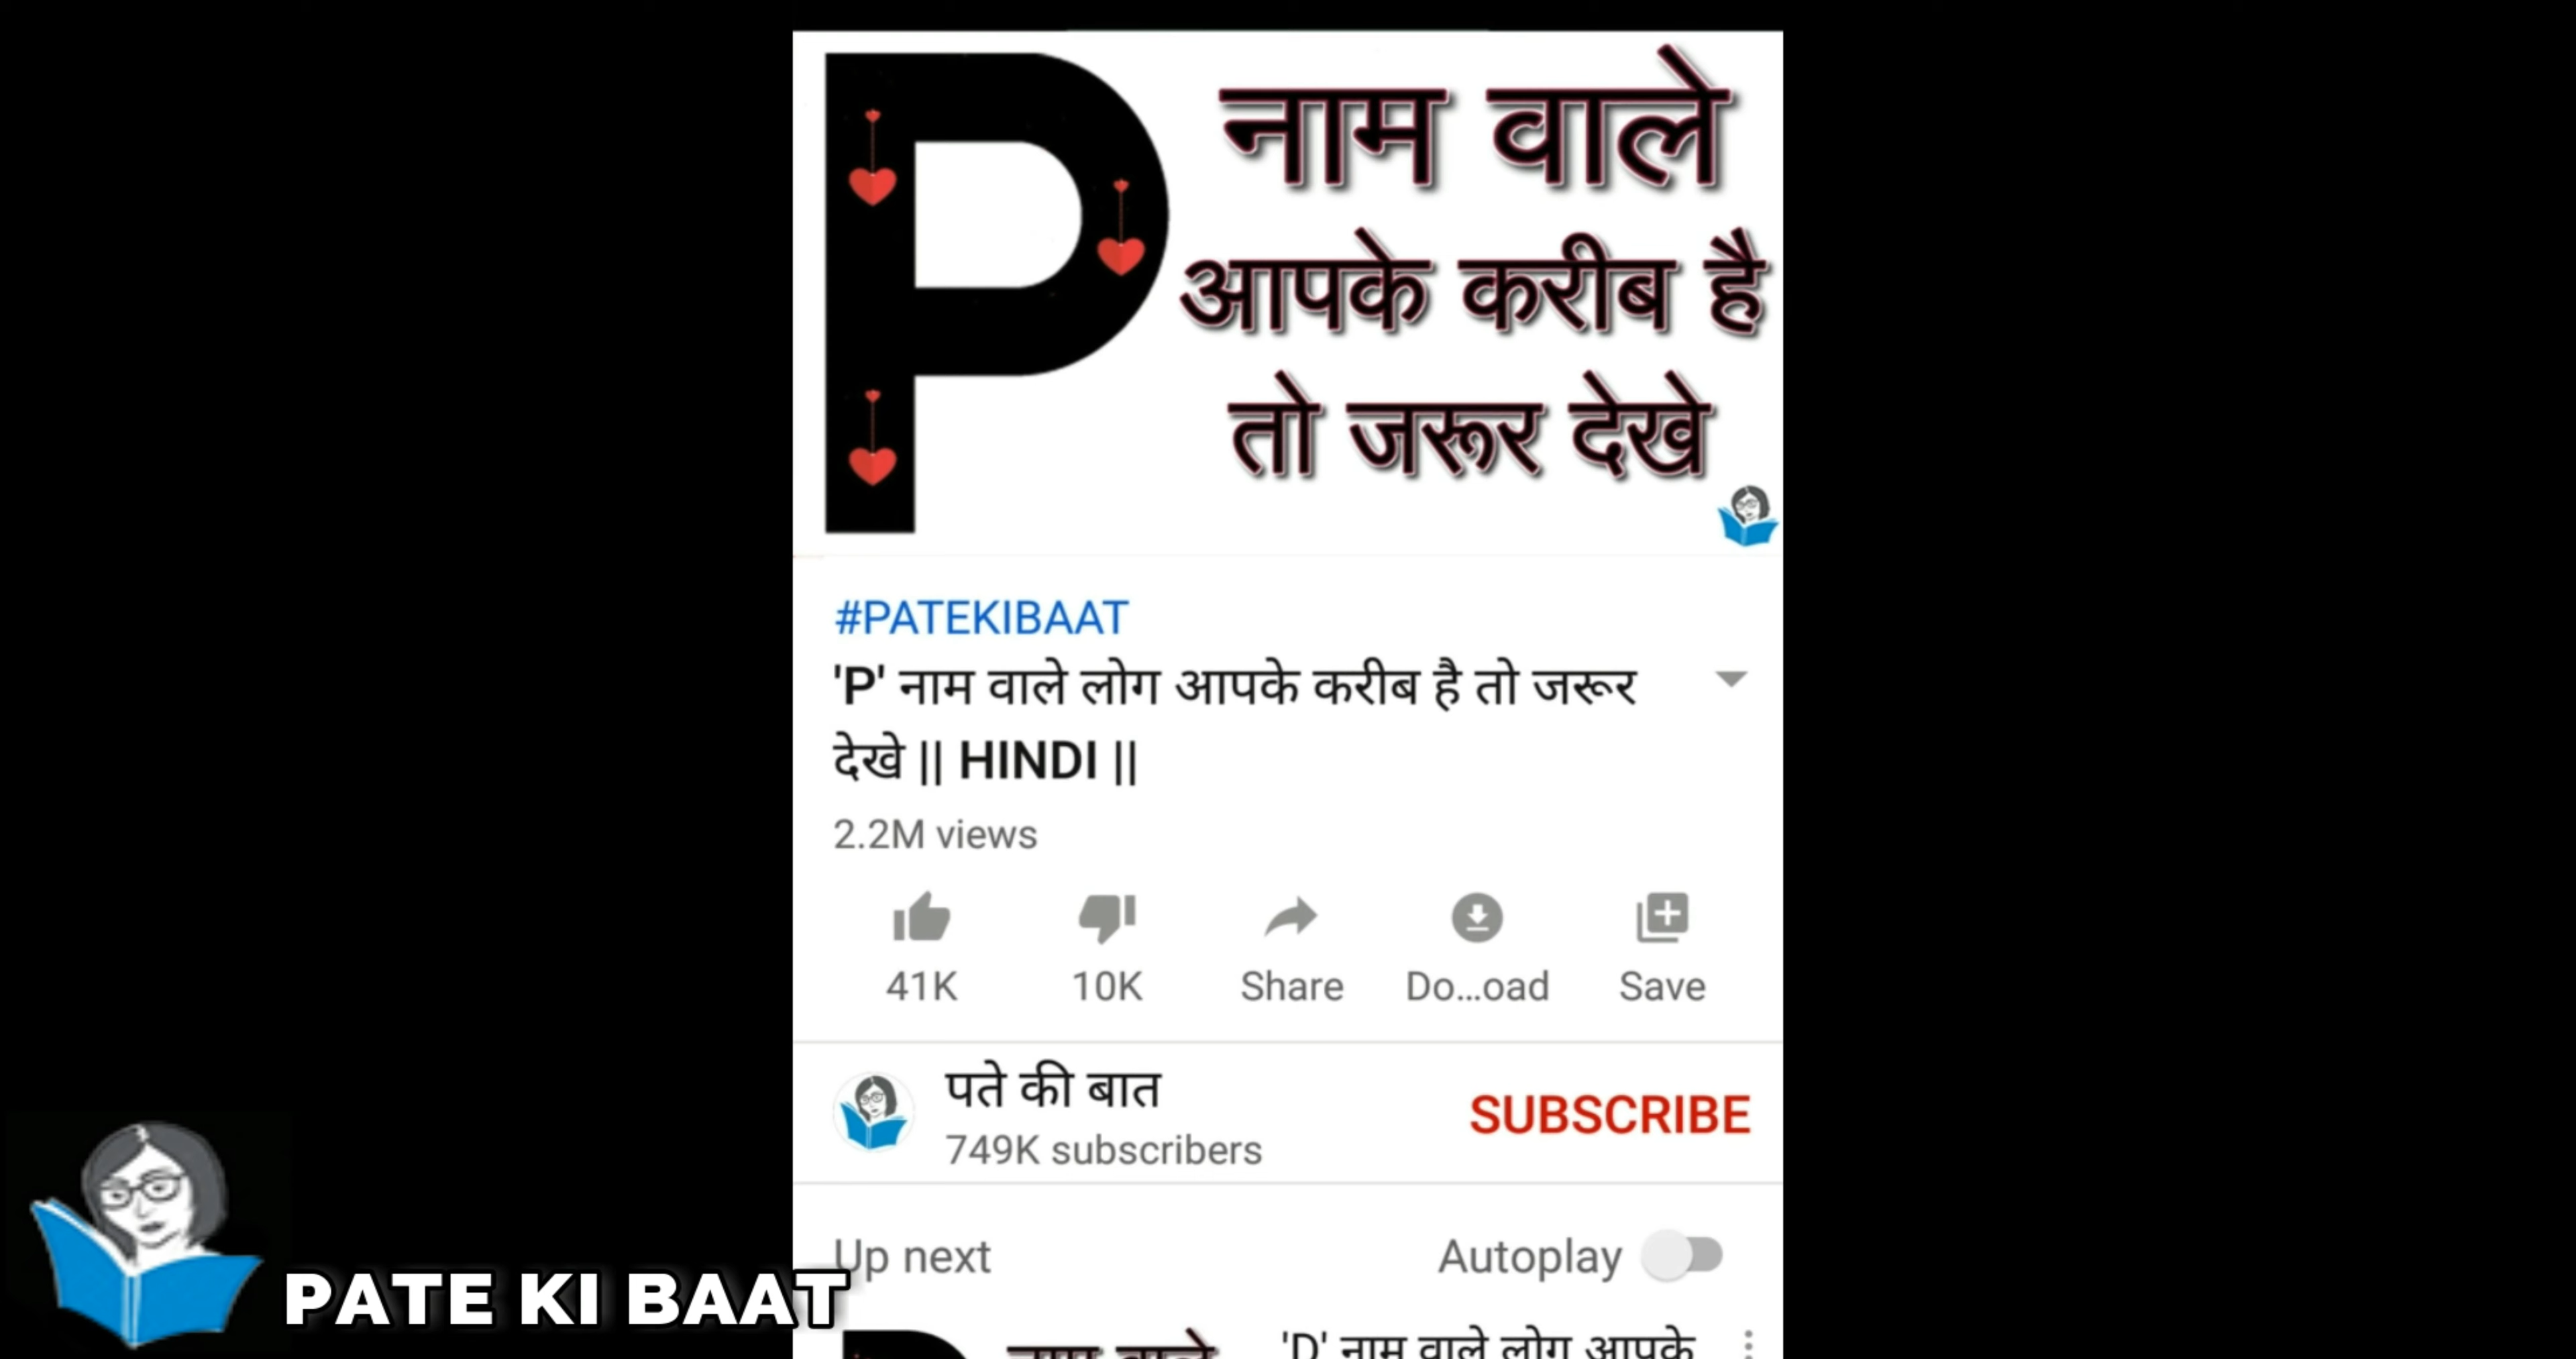 P नाम वाले
आपके करीब है
तो जरूर देखे
#PATEKIBAAT
'P' नाम वाले लोग आपके करीब है तो जरूर
देखे || HINDI ||
2.2M views
41K 10K Share Do...oad Save
पते की बात
749K subscribers
SUBSCRIBE
Up next Autoplay
PATE KI BAAT
नाम वाले
'D' नाम वाले लोग आपके